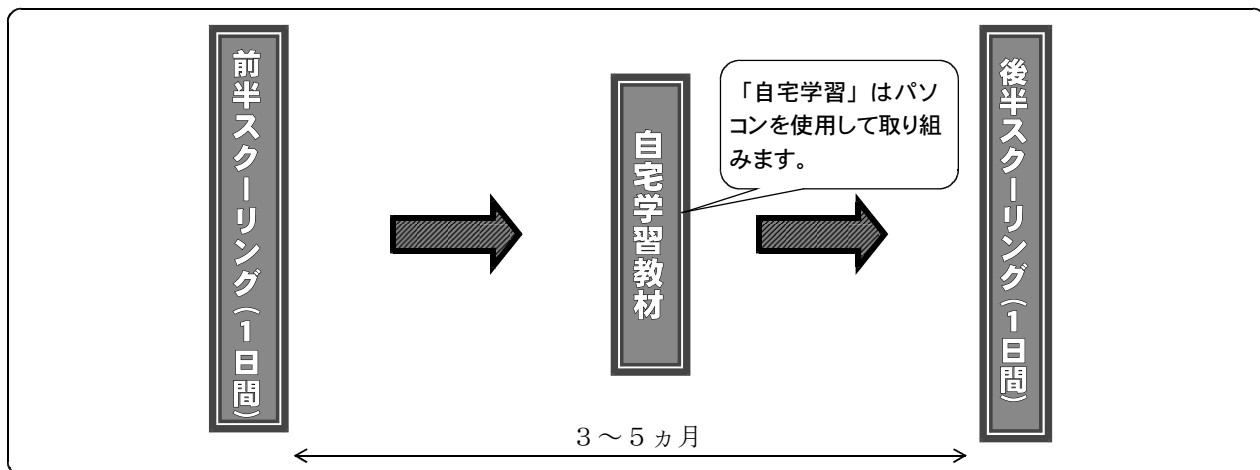 前半スクーリング（1日間）
自宅学習教材
「自宅学習」はパソ
コンを使用して取り組
みます。
後半スクーリング（1日間）
３～５ヵ月